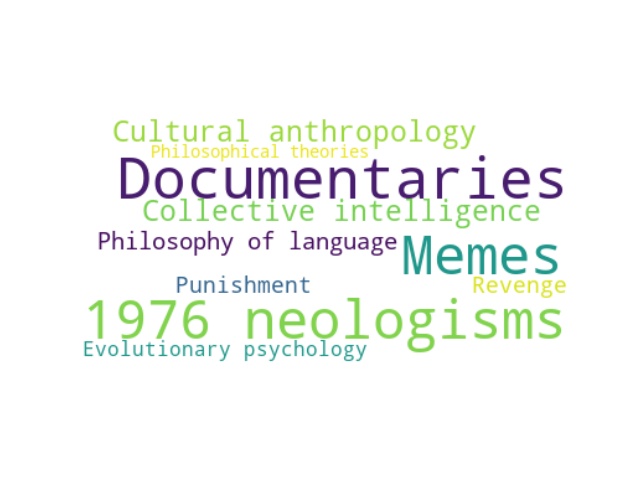 Cultural anthropology
Philosophical theories
Documentaries
Collective intelligence
Philosophy of language
Memes
Punishment
Revenge
1976 neologisms
Evolutionary psychology